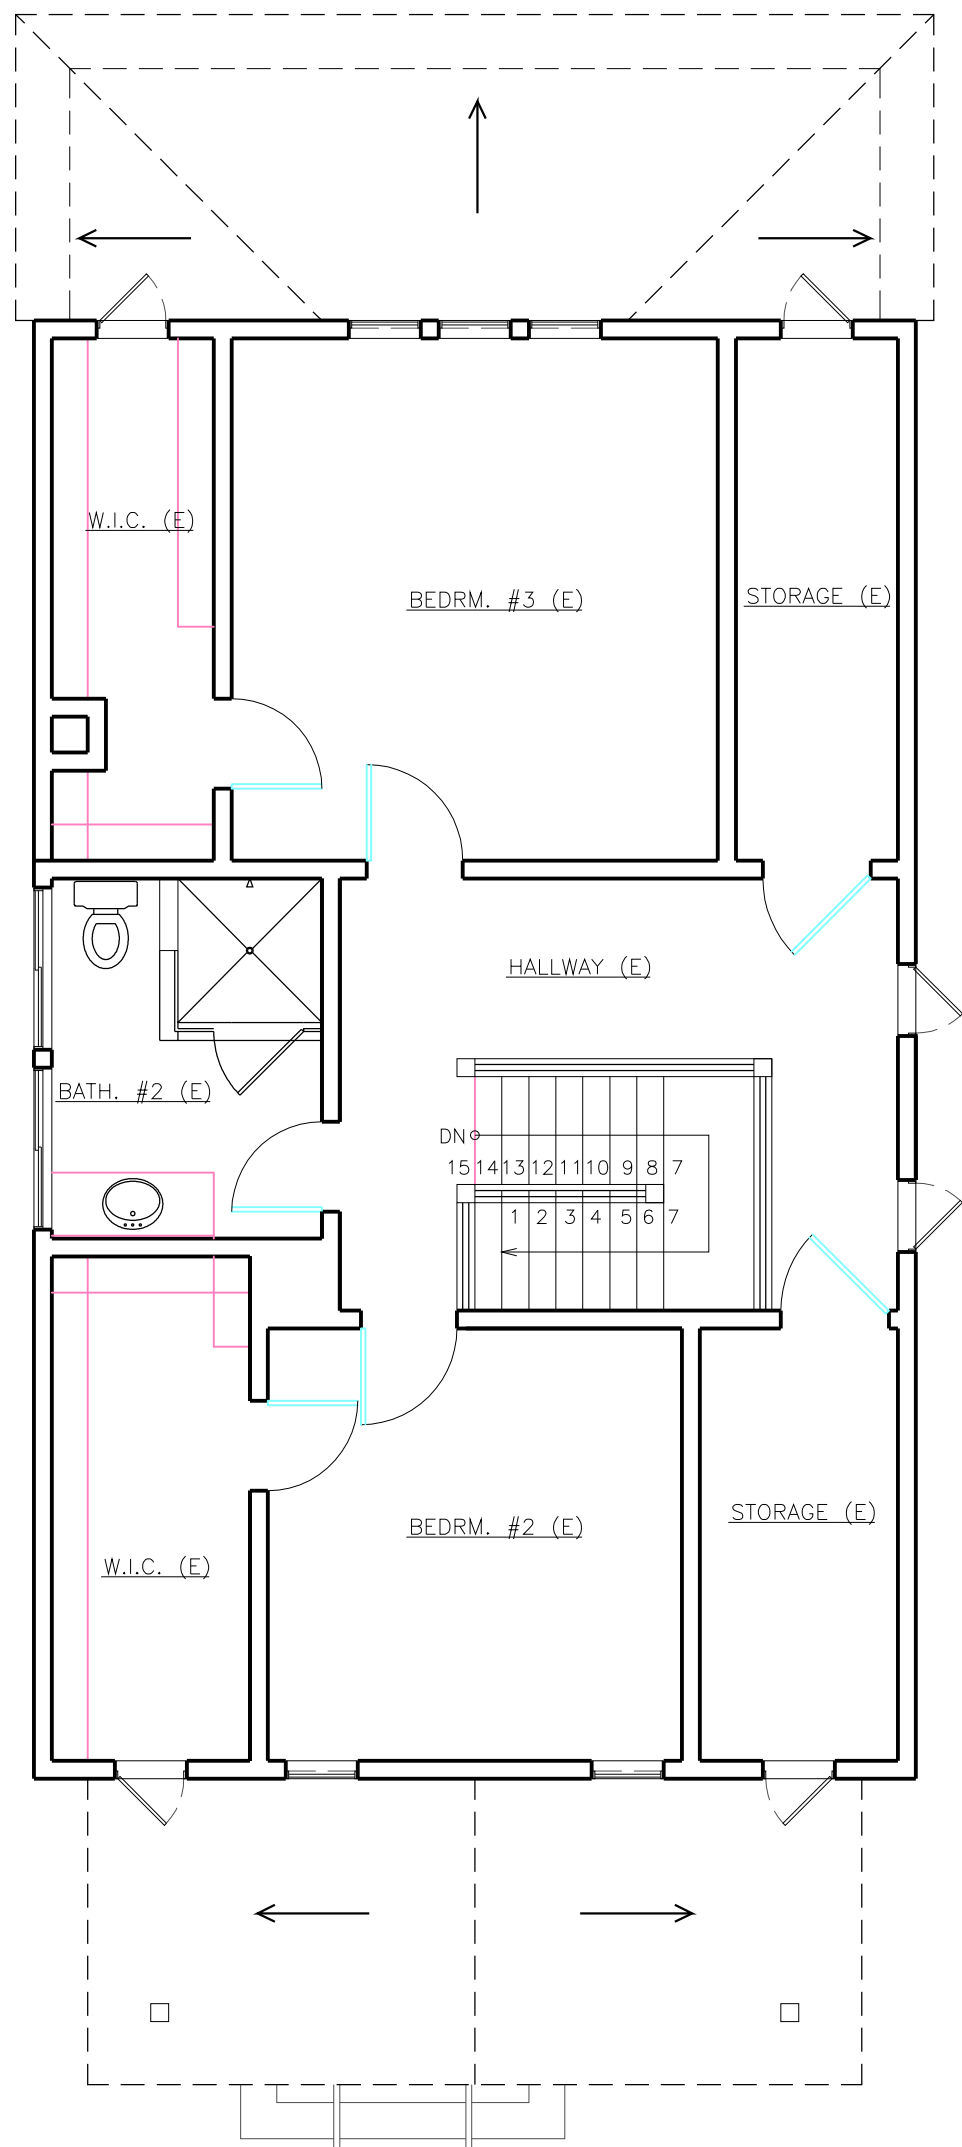 W.I.C. (E)
BEDRM. #3 (E)
STORAGE (E)
HALLWAY (E)
BATH. #2 (E)
DN
15 14 13 12 11 10 9 8 7
1 2 3 4 5 6 7
STORAGE (E)
BEDRM. #2 (E)
W.I.C. (E)